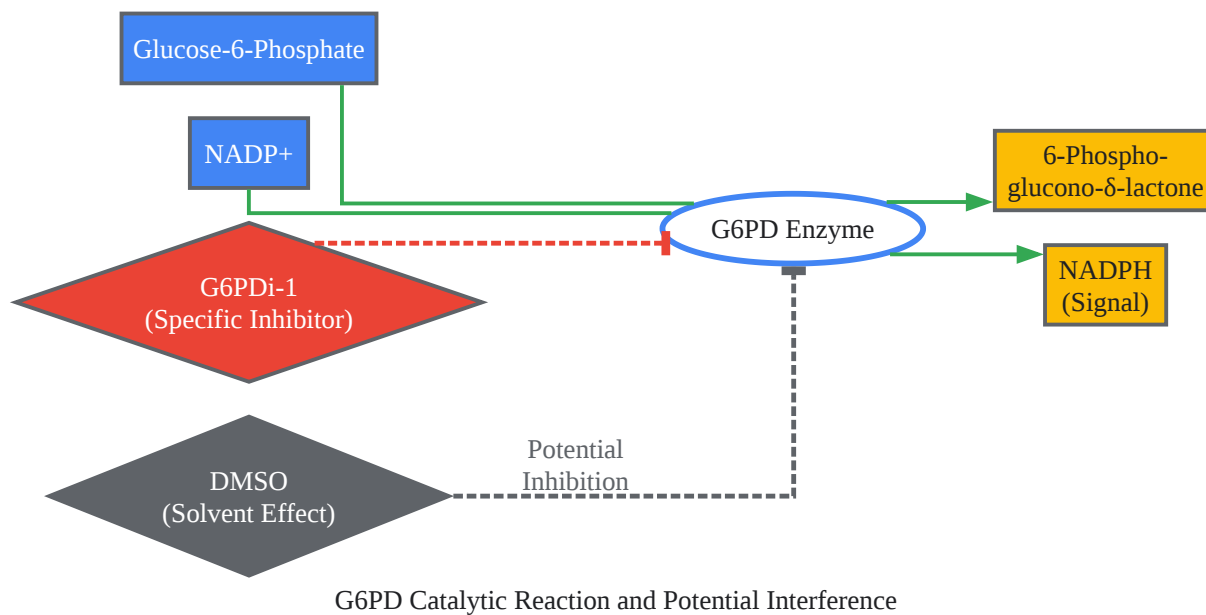 Glucose-6-Phosphate
NADP+
6-Phospho-
glucono-δ-lactone
G6PD Enzyme
NADPH
(Signal)
G6PDi-1
(Specific Inhibitor)
Potential
Inhibition
DMSO
(Solvent Effect)
G6PD Catalytic Reaction and Potential Interference